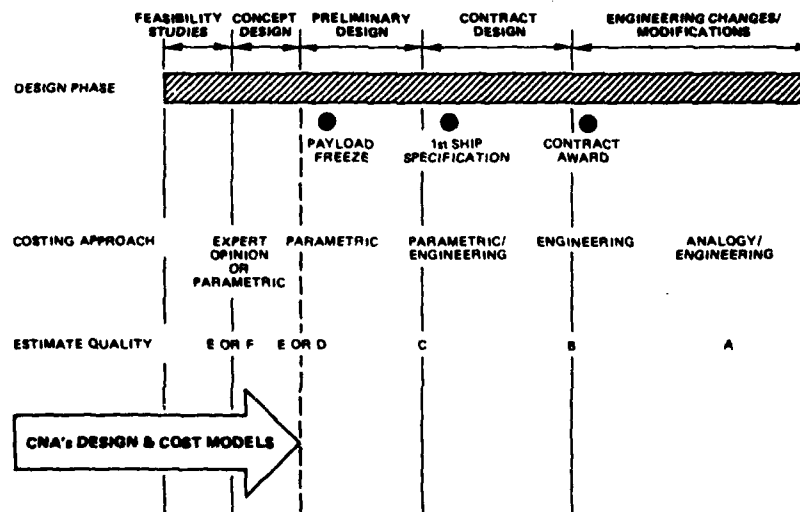 FEASIBILITY STUDIES
CONCEPT DESIGN
PRELIMINARY DESIGN
CONTRACT DESIGN
ENGINEERING CHANGES/
MODIFICATIONS
DESIGN PHASE
PAYLOAD
FREEZE
1st SHIP
SPECIFICATION
CONTRACT
AWARD
COSTING APPROACH
EXPERT
OPINION
OR
PARAMETRIC
PARAMETRIC
PARAMETRIC/
ENGINEERING
ENGINEERING
ANALOGY/
ENGINEERING
ESTIMATE QUALITY
E OR F
E OR D
C
B
A
CNA's DESIGN & COST MODELS